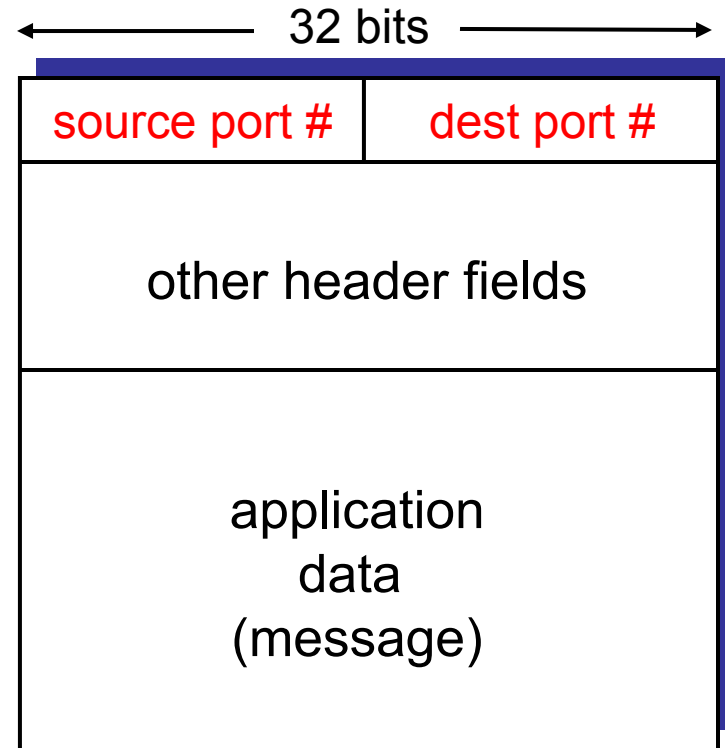 32 bits
source port # dest port #
other header fields
application
data
(message)